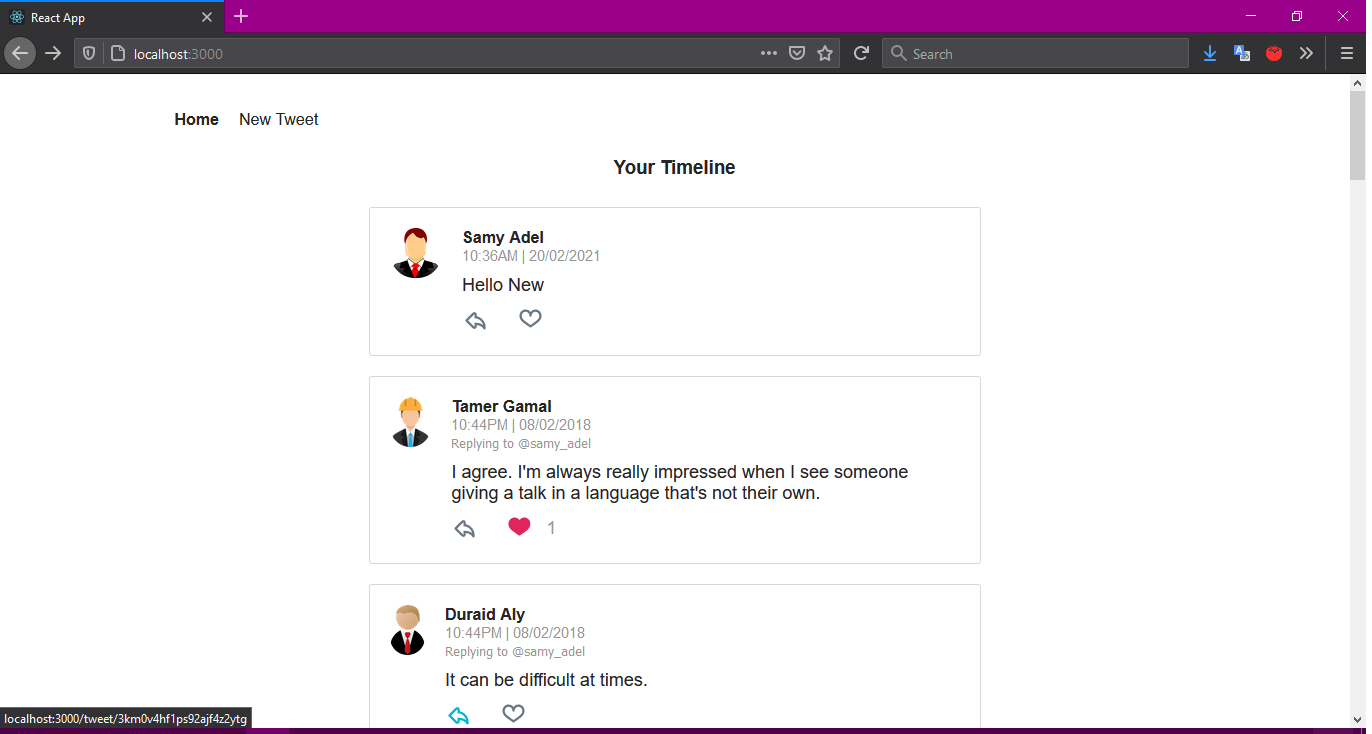 React App
localhost:3000
Search
Home New Tweet
Your Timeline
Samy Adel
10:36AM | 20/02/2021
Hello New
Tamer Gamal
10:44PM | 08/02/2018
Replying to @samy_adel
I agree. I'm always really impressed when I see someone
giving a talk in a language that's not their own.
1
Duraid Aly
10:44PM | 08/02/2018
Replying to @samy_adel
It can be difficult at times.
localhost:3000/tweet/3km0v4hf1ps92ajf4z2ytg